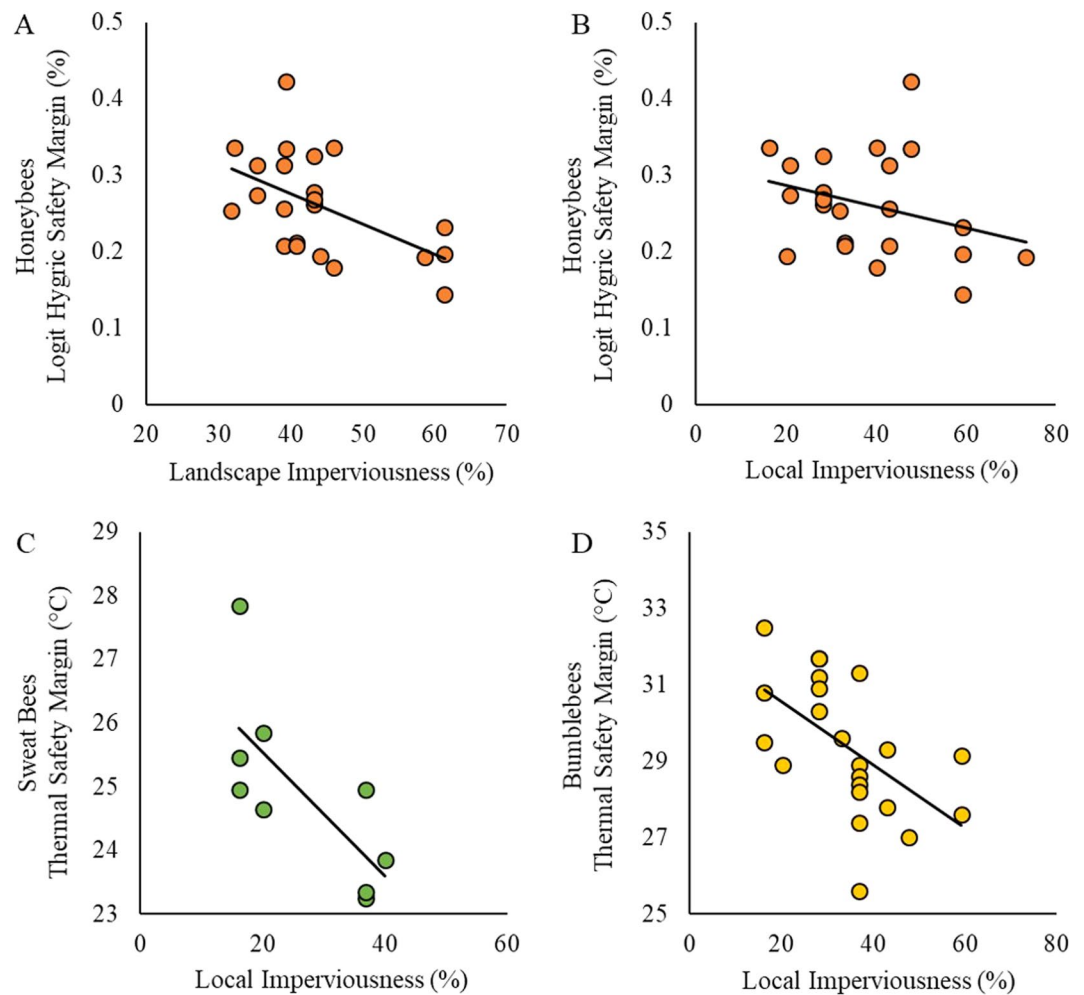 A
Honeybees
Logit Hygric Safety Margin (%)
0.5
0.4
0.3
0.2
0.1
0
20 30 40 50 60 70
Landscape Imperviousness (%)
B
Honeybees
Logit Hygric Safety Margin (%)
0.5
0.4
0.3
0.2
0.1
0
0 20 40 60 80
Local Imperviousness (%)
C
Sweat Bees
Thermal Safety Margin (°C)
29
28
27
26
25
24
23
0 20 40 60
Local Imperviousness (%)
D
Bumblebees
Thermal Safety Margin (°C)
35
33
31
29
27
25
0 20 40 60 80
Local Imperviousness (%)